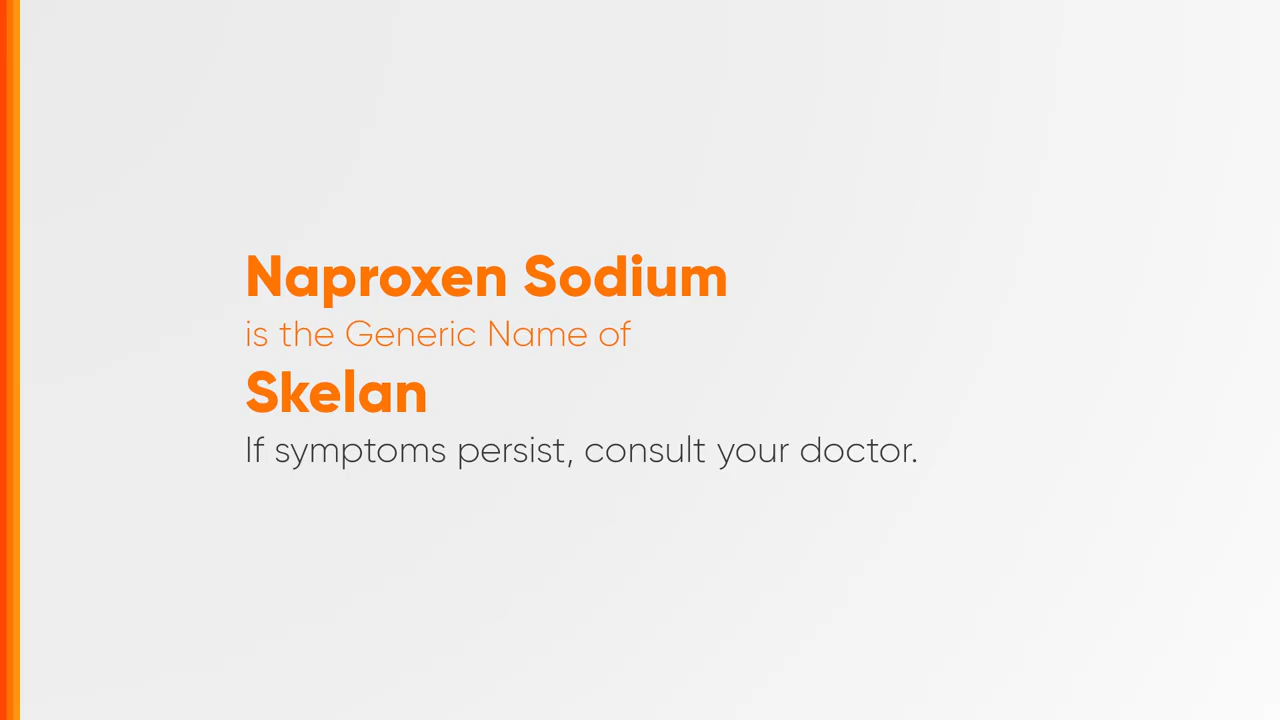 Naproxen Sodium
is the Generic Name of
Skelan
If symptoms persist, consult your doctor.